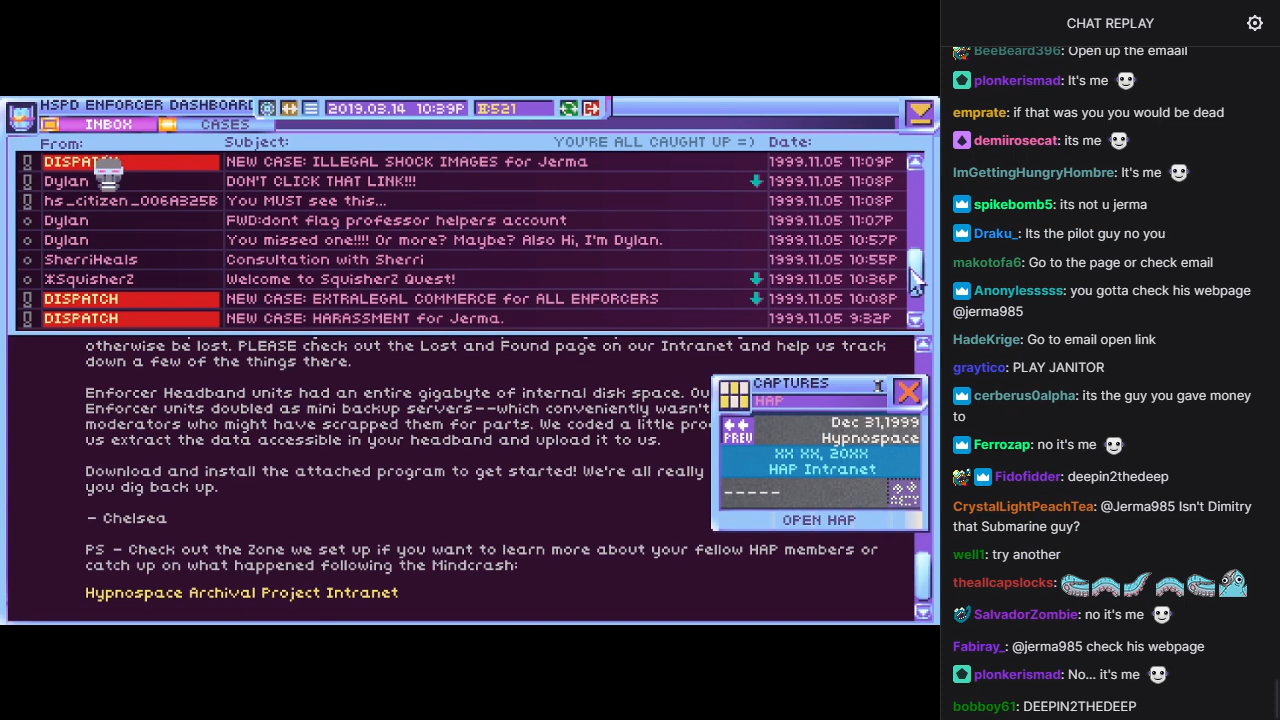 HSPD ENFORCER DASHBOARD
2019.03.14 10:39P
521
INBOX
CASES
From:
Subject:
YOU'RE ALL CAUGHT UP =)
Date:
DISPATCH NEW CASE: ILLEGAL SHOCK IMAGES for Jerma 1999.11.05 11:09P
Dylan DON'T CLICK THAT LINK!!! 1999.11.05 11:08P
hs_citizen_006A325B You MUST see this... 1999.11.05 11:08P
Dylan FWD:dont flag professor helpers account 1999.11.05 11:07P
Dylan You missed one!!!! Or more? Maybe? Also Hi, I'm Dylan. 1999.11.05 10:57P
SherriHeals Consultation with Sherri 1999.11.05 10:55P
SquisherZ Welcome to SquisherZ Quest! 1999.11.05 10:36P
DISPATCH NEW CASE: EXTRALEGAL COMMERCE for ALL ENFORCERS 1999.11.05 10:08P
DISPATCH NEW CASE: HARASSMENT for Jerma. 1999.11.05 9:32P
otherwise be lost, PLEASE check out the Lost and Found page on our Intranet and help us track
down a few of the things there.
Enforcer Headband units had an entire gigabyte of internal disk space. Ou
Enforcer units doubled as mini backup servers--which conveniently wasn't
moderators who might have scrapped them for parts. We coded a little pro
us extract the data accessible in your headband and upload it to us.
Download and install the attached program to get started! We're all really
you dig back up.
- Chelsea
PS - Check out the Zone we set up if you want to learn more about your fellow HAP members or
catch up on what happened following the Mindcrash:
Hypnospace Archival Project Intranet
CAPTURES
HAP
PREV
Dec 31,1999
Hypnospace
XX XX, 20XX
HAP Intranet
-----
OPEN HAP
CHAT REPLAY
BeeBeard396: Open up the emaail
plonkerismad: It's me
emprate: if that was you you would be dead
demiirosecat: its me
ImGettingHungryHombre: It's me
spikebomb5: its not u jerma
Draku_: Its the pilot guy no you
makotofa6: Go to the page or check email
Anonylesssss: you gotta check his webpage
@jerma985
HadeKrige: Go to email open link
graytico: PLAY JANITOR
cerberus0alpha: its the guy you gave money
to
Ferrozap: no it's me
Fidofidder: deepin2thedeep
CrystalLightPeachTea: @Jerma985 Isn't Dimitry
that Submarine guy?
well1: try another
theallcapslocks:
SalvadorZombie: no it's me
Fabiray_: @jerma985 check his webpage
plonkerismad: No... it's me
bobboy61: DEEPIN2THEDEEP